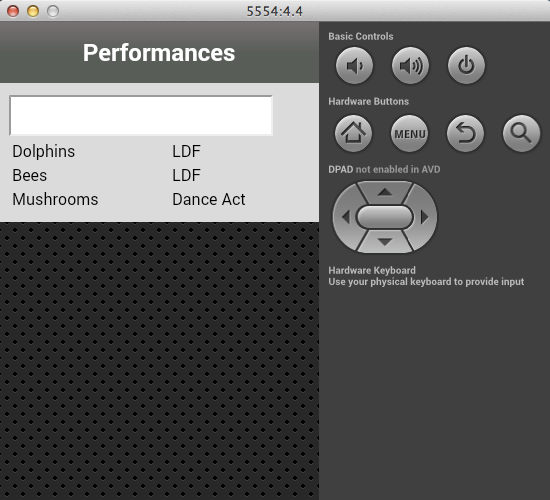 5554:4.4
Performances
Dolphins LDF
Bees LDF
Mushrooms Dance Act
Basic Controls
Hardware Buttons
MENU
DPAD not enabled in AVD
Hardware Keyboard
Use your physical keyboard to provide input